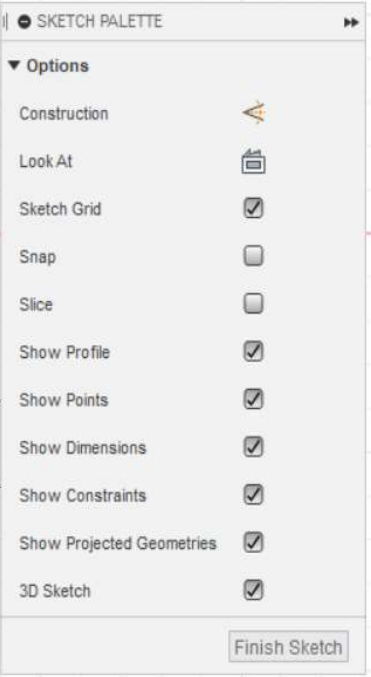 SKETCH PALETTE
Options
Construction
Look At
Sketch Grid
Snap
Slice
Show Profile
Show Points
Show Dimensions
Show Constraints
Show Projected Geometries
3D Sketch
Finish Sketch